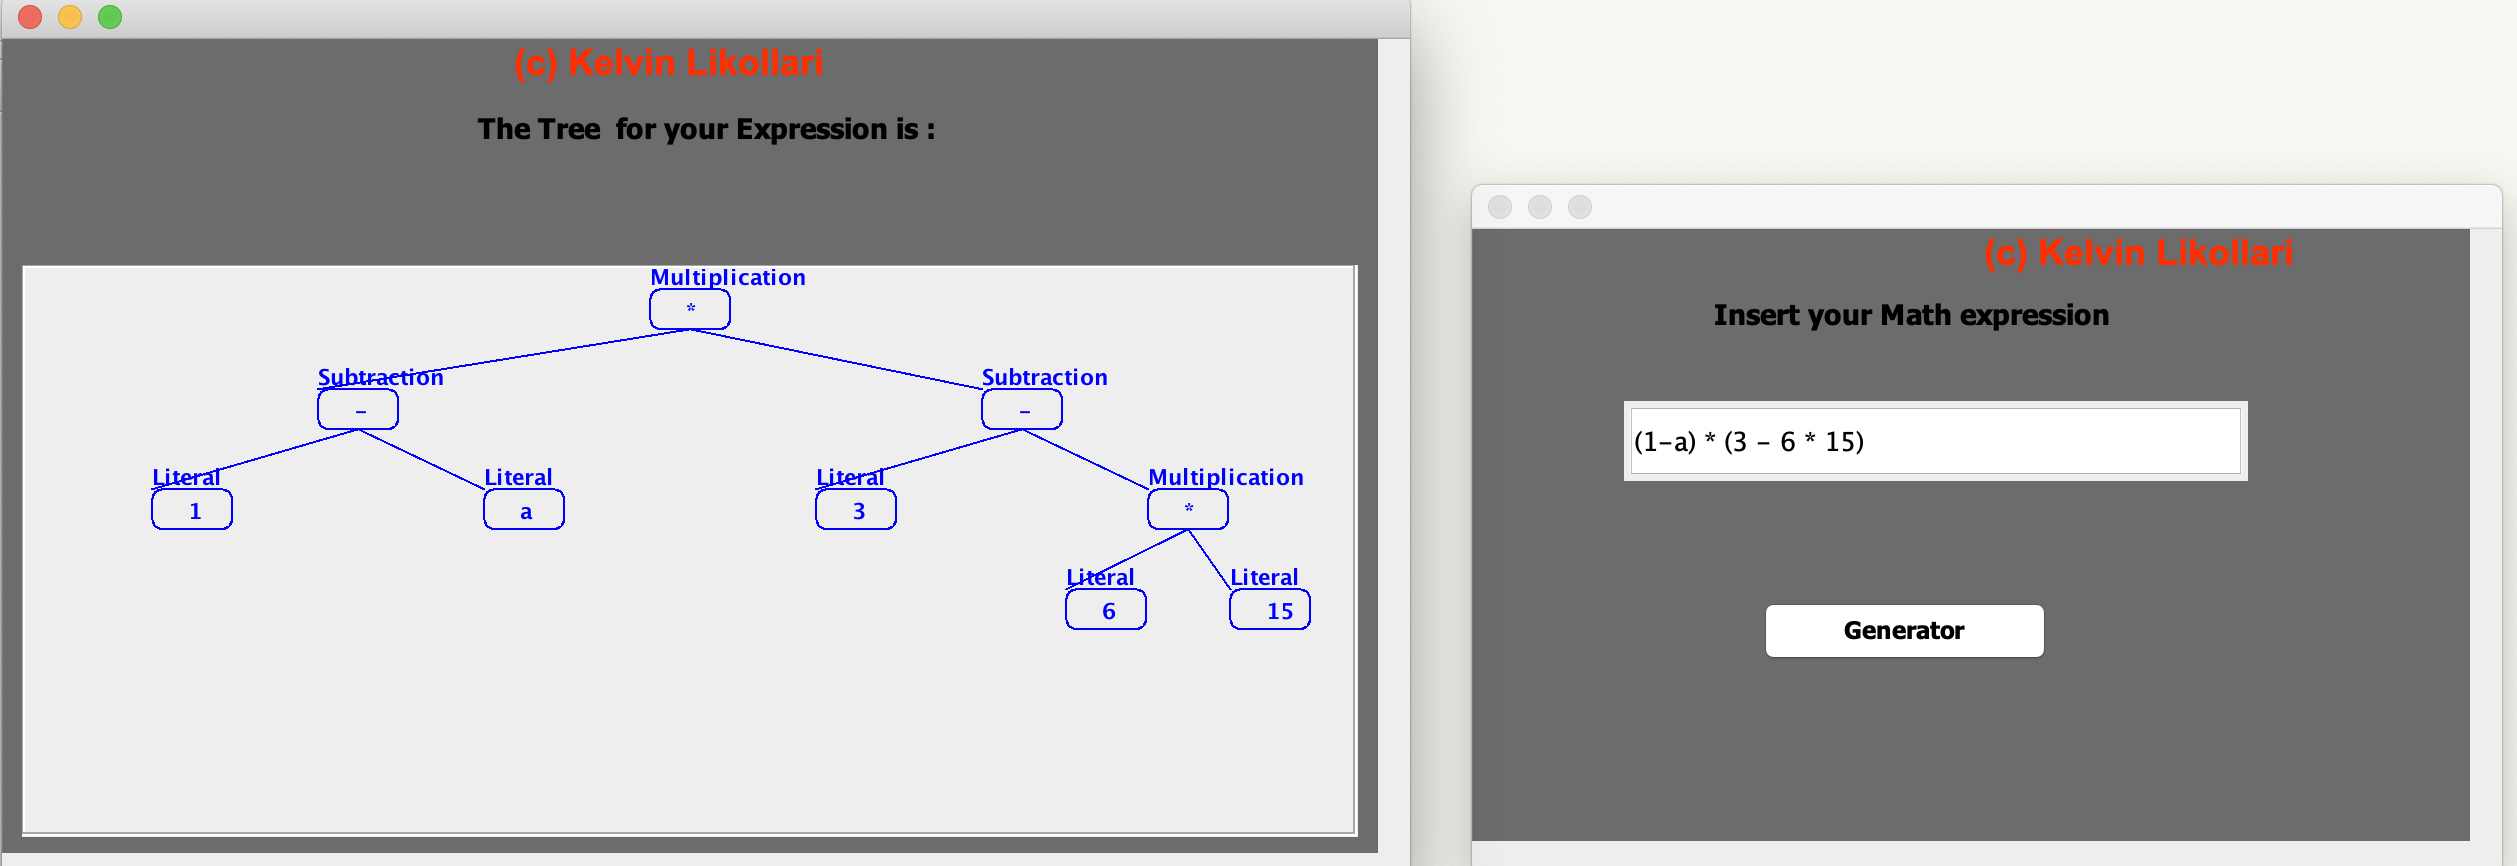 (c) Kelvin Likollari
The Tree for your Expression is :
Multiplication
*
Subtraction Subtraction
- -
Literal Literal Literal Multiplication
1 a 3 *
Literal Literal
6 15
(c) Kelvin Likollari
Insert your Math expression
(1-a) * (3 - 6 * 15)
Generator